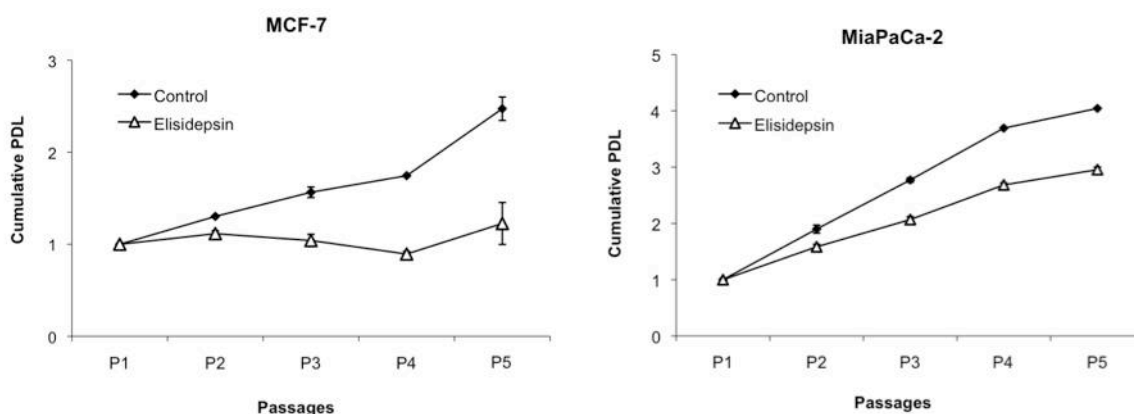 MCF-7
3
2
1
0
Cumulative PDL
Control
Elisidepsin
P1 P2 P3 P4 P5
Passages
MiaPaCa-2
5
4
3
2
1
0
Cumulative PDL
Control
Elisidepsin
P1 P2 P3 P4 P5
Passages